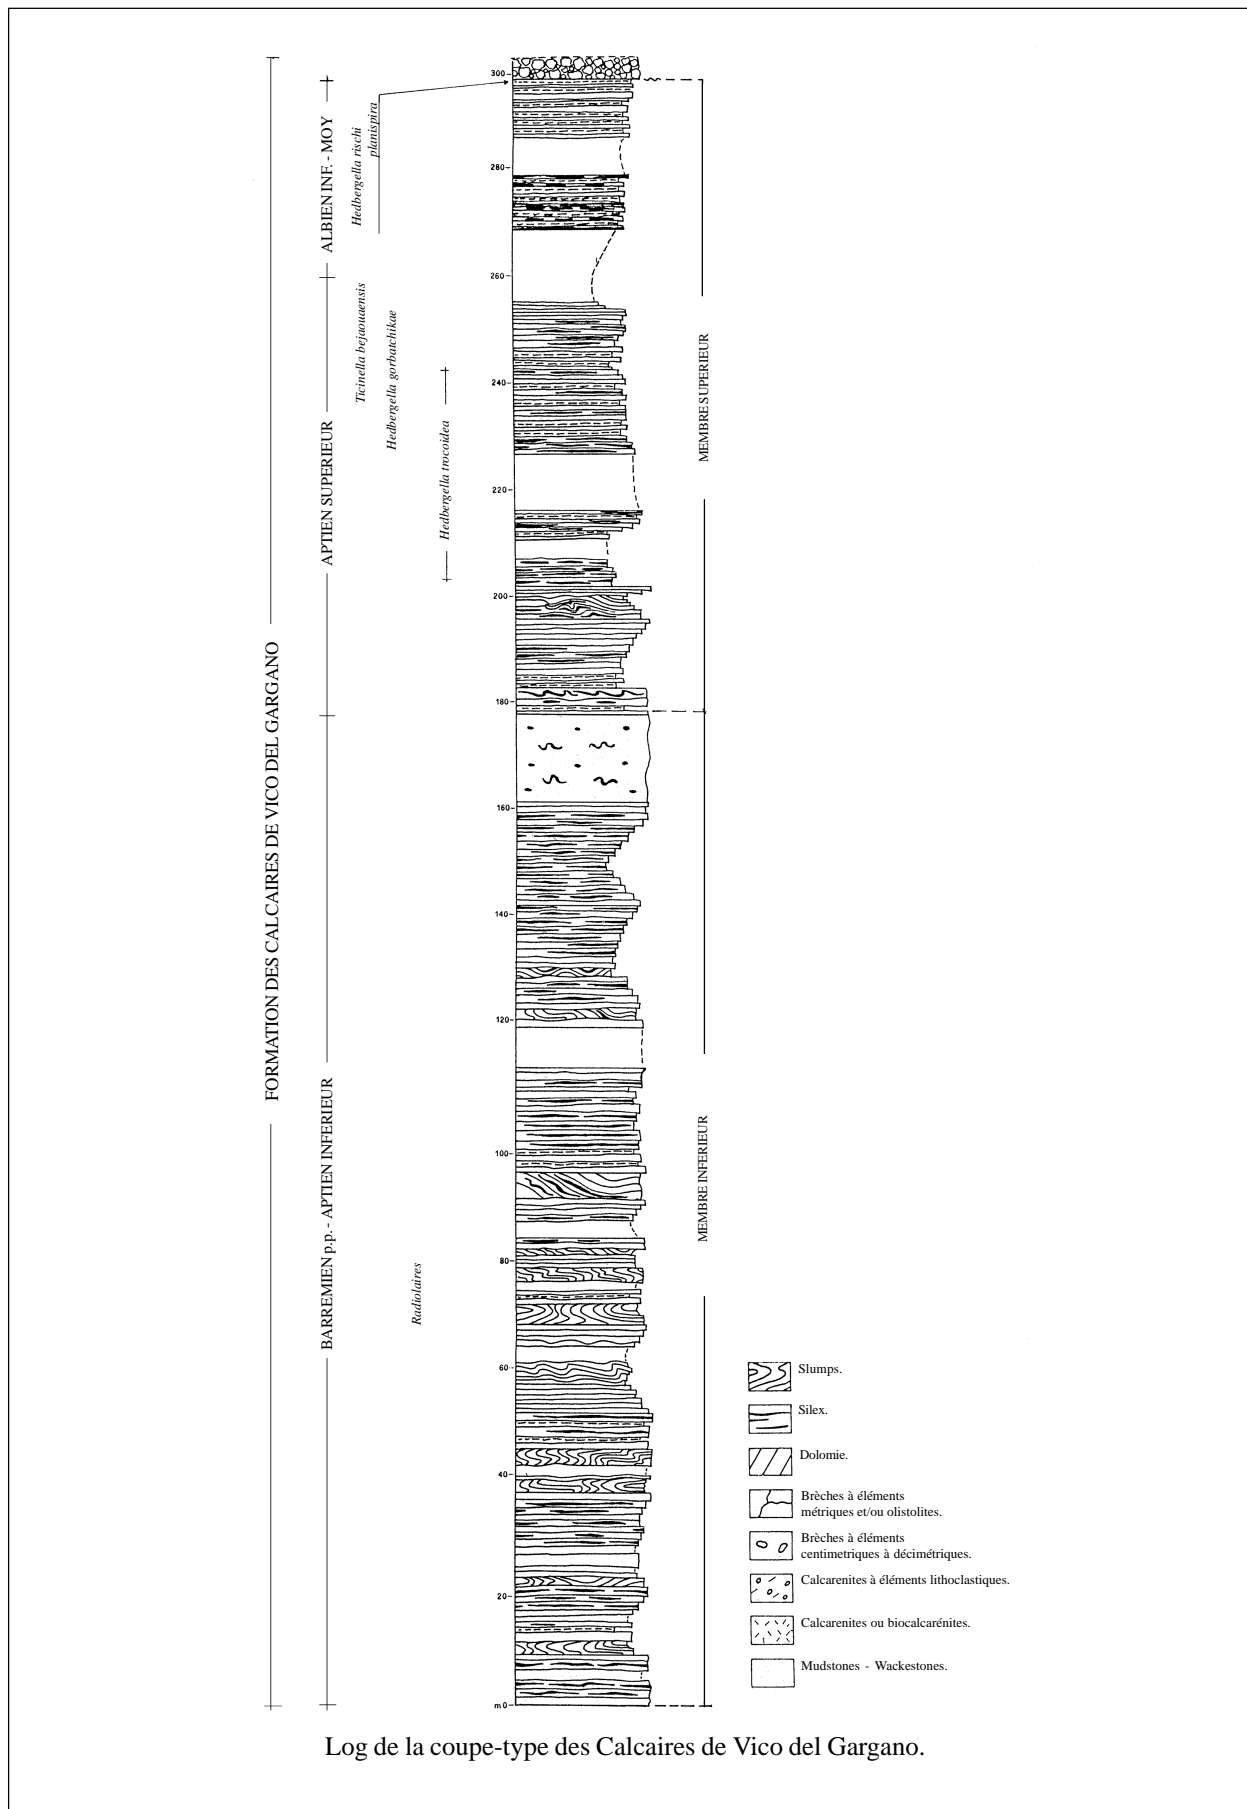 FORMATION DES CALCAIRES DE VICO DEL GARGANO
ALBIEN INF. - MOY
APTIEN SUPERIEUR
BARREMIEN p.p. - APTIEN INFERIEUR
Hedbergella rischi
planispira
Ticinella bejaouaensis
Hedbergella gorbatchikae
Hedbergella trocoidea
Radiolaires
300
280
260
240
220
200
180
160
140
120
100
80
60
40
20
m0
MEMBRE SUPERIEUR
MEMBRE INFERIEUR
Slumps.
Silex.
Dolomie.
Brèches à éléments
métriques et/ou olistolites.
Brèches à éléments
centimetriques à décimétriques.
Calcarenites à éléments lithoclastiques.
Calcarenites ou biocalcarénites.
Mudstones - Wackestones.
Log de la coupe-type des Calcaires de Vico del Gargano.